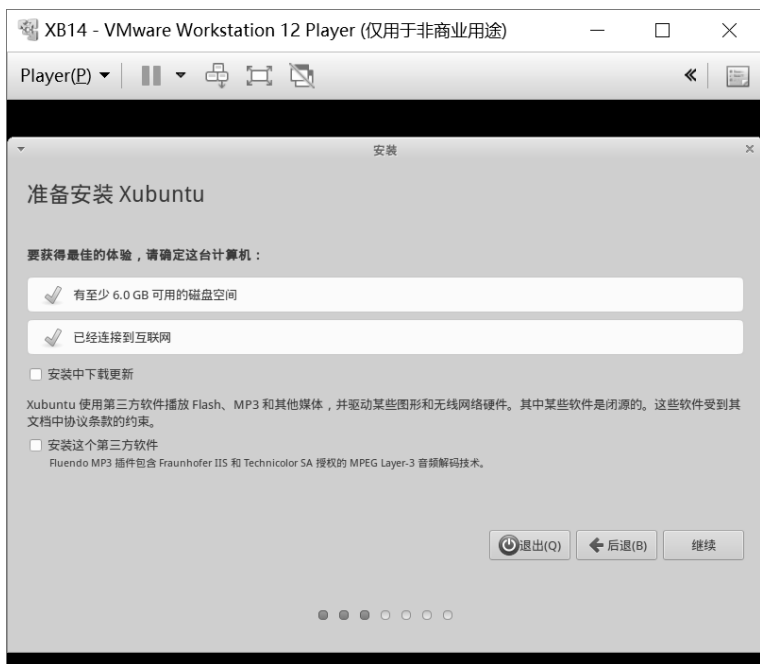 XB14 - VMware Workstation 12 Player (仅用于非商业用途)
Player(P)
安装
准备安装 Xubuntu
要获得最佳的体验，请确定这台计算机：
有至少 6.0 GB 可用的磁盘空间
已经连接到互联网
安装中下载更新
Xubuntu 使用第三方软件播放 Flash、MP3 和其他媒体，并驱动某些图形和无线网络硬件。其中某些软件是闭源的。这些软件受到其
文档中协议条款的约束。
安装这个第三方软件
Fluendo MP3 插件包含 Fraunhofer IIS 和 Technicolor SA 授权的 MPEG Layer-3 音频解码技术。
退出(Q) 后退(B) 继续